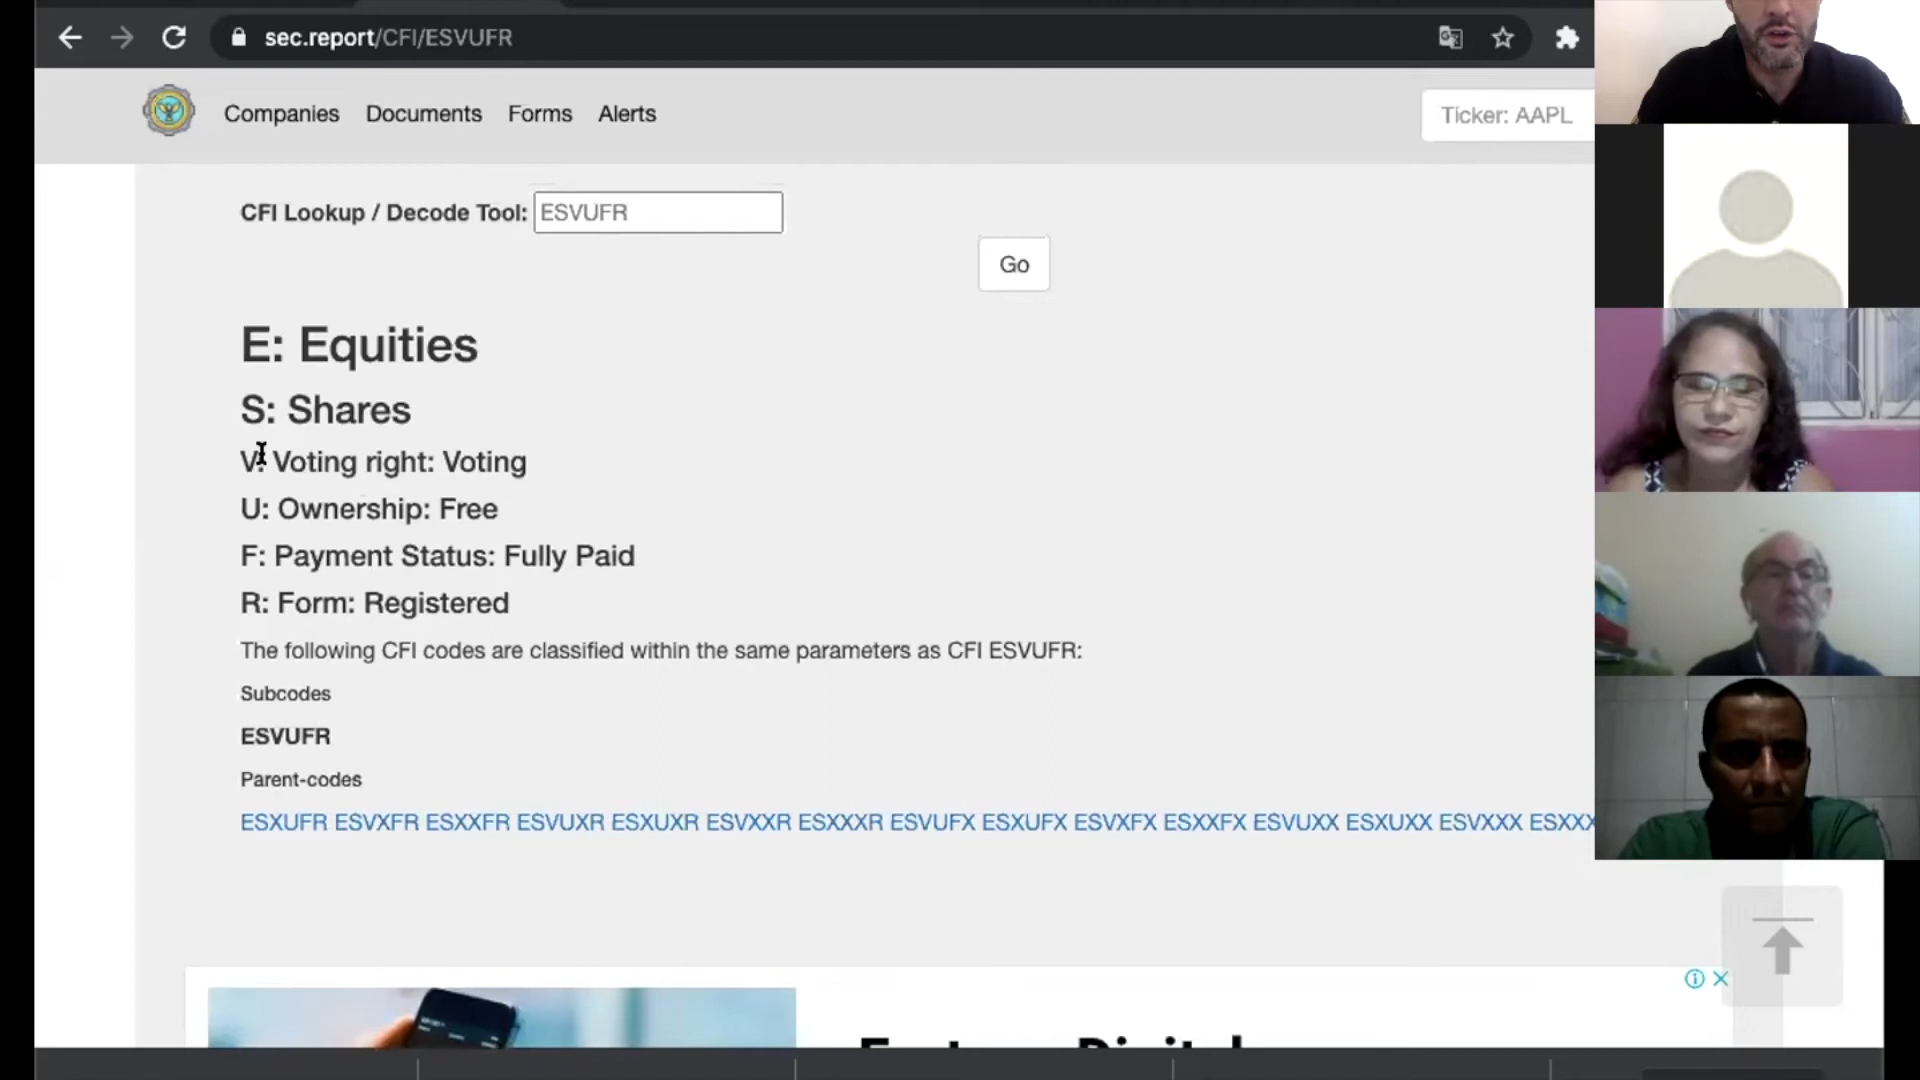 sec.report/CFI/ESVUFR
Companies Documents Forms Alerts
Ticker: AAPL
CFI Lookup / Decode Tool: ESVUFR
Go
E: Equities
S: Shares
V: Voting right: Voting
U: Ownership: Free
F: Payment Status: Fully Paid
R: Form: Registered
The following CFI codes are classified within the same parameters as CFI ESVUFR:
Subcodes
ESVUFR
Parent-codes
ESXUFR ESVXFR ESXXFR ESVUXR ESXUXR ESVXXR ESXXXR ESVUFX ESXUFX ESVXFX ESXXFX ESVUXX ESXUXX ESVXXX ESXXX